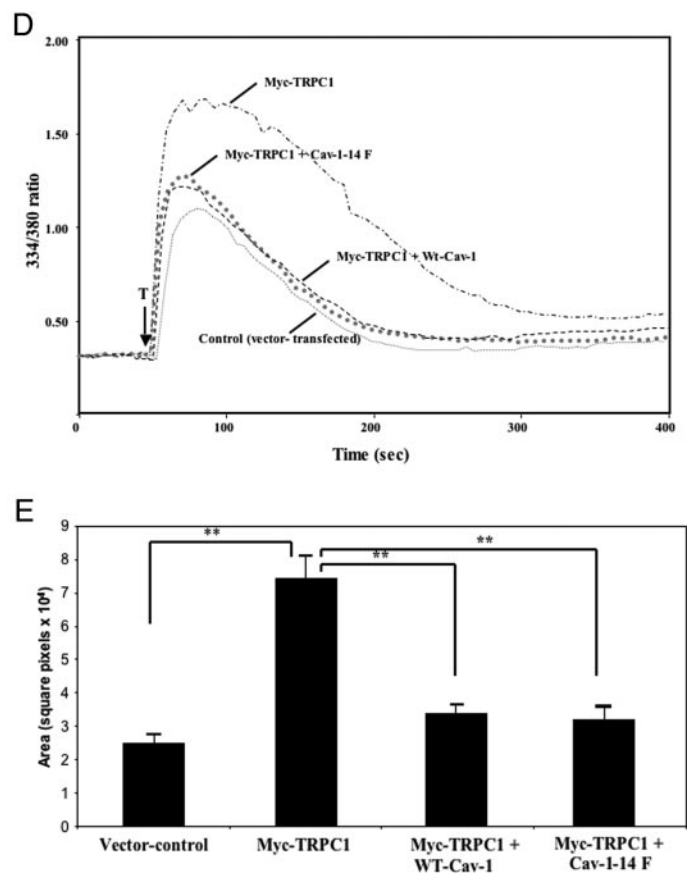 D
2.00
1.50
1.00
0.50
334/380 ratio
Myc-TRPC1
Myc-TRPC1 + Cav-1-14 F
Myc-TRPC1 + Wt-Cav-1
Control (vector- transfected)
T
0
100
200
300
400
Time (sec)
E
9
8
7
6
5
4
3
2
1
0
Area (square pixels x 10⁴)
**
**
**
Vector-control
Myc-TRPC1
Myc-TRPC1 +
WT-Cav-1
Myc-TRPC1 +
Cav-1-14 F